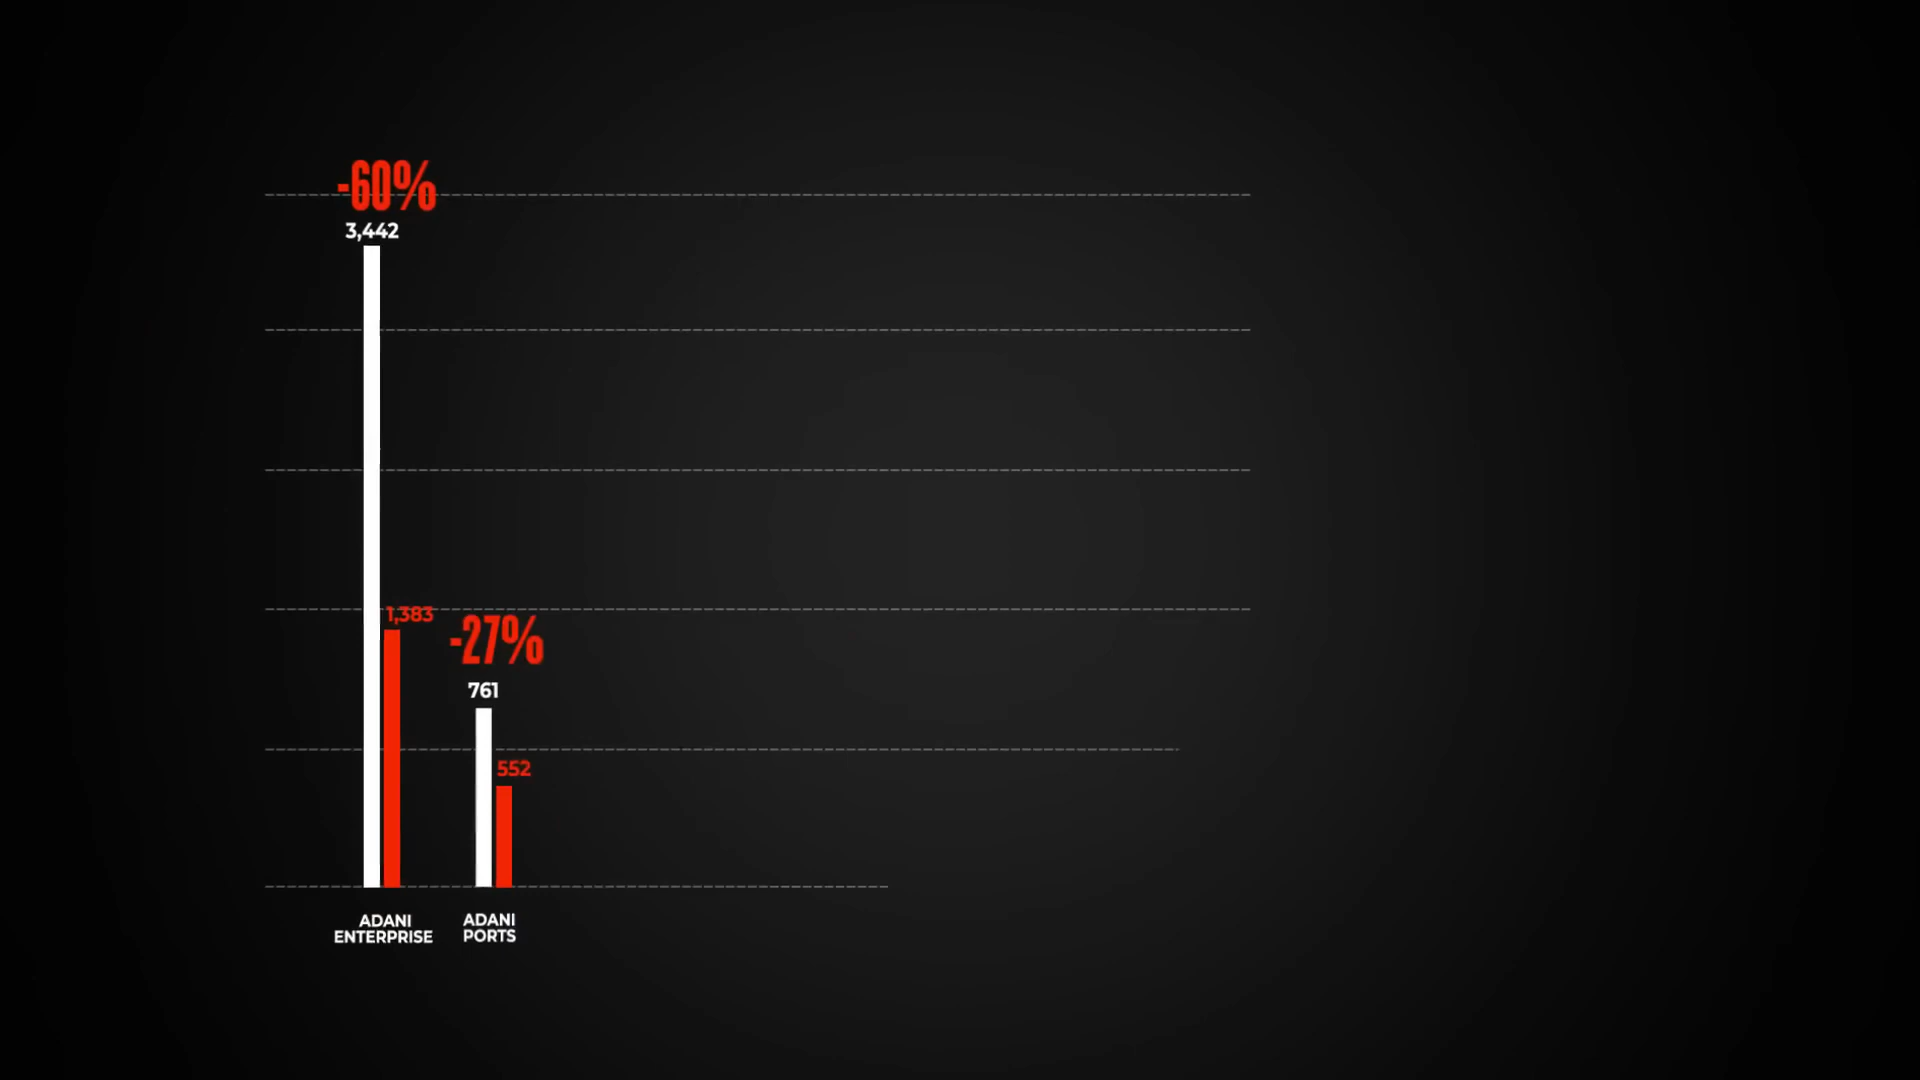 -60%
3,442
1,383
-27%
761
552
ADANI
ENTERPRISE
ADANI
PORTS